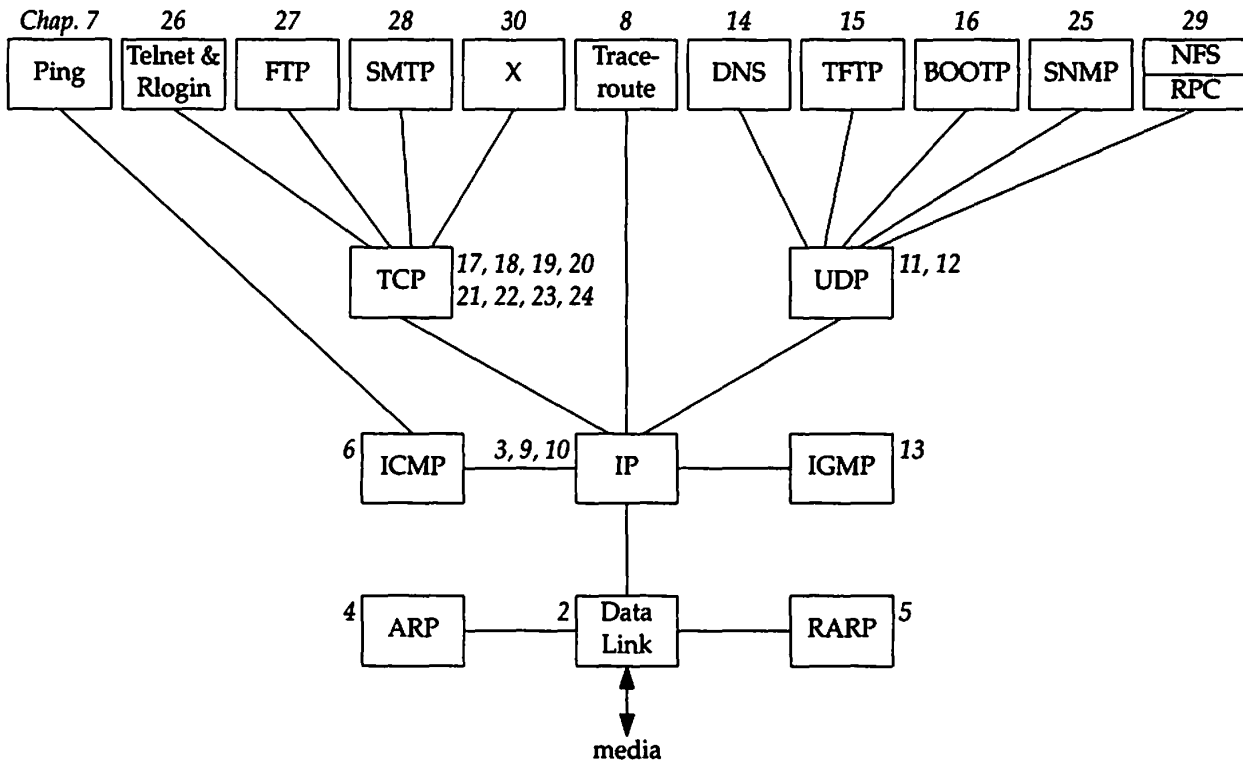 Chap. 7 26 27 28 30 8 14 15 16 25 29
Ping
Telnet &
Rlogin
FTP
SMTP
X
Trace-
route
DNS
TFTP
BOOTP
SNMP
NFS
RPC
TCP
17, 18, 19, 20
21, 22, 23, 24
UDP
11, 12
6
ICMP
3, 9, 10
IP
IGMP
13
4
ARP
2
Data
Link
RARP
5
media